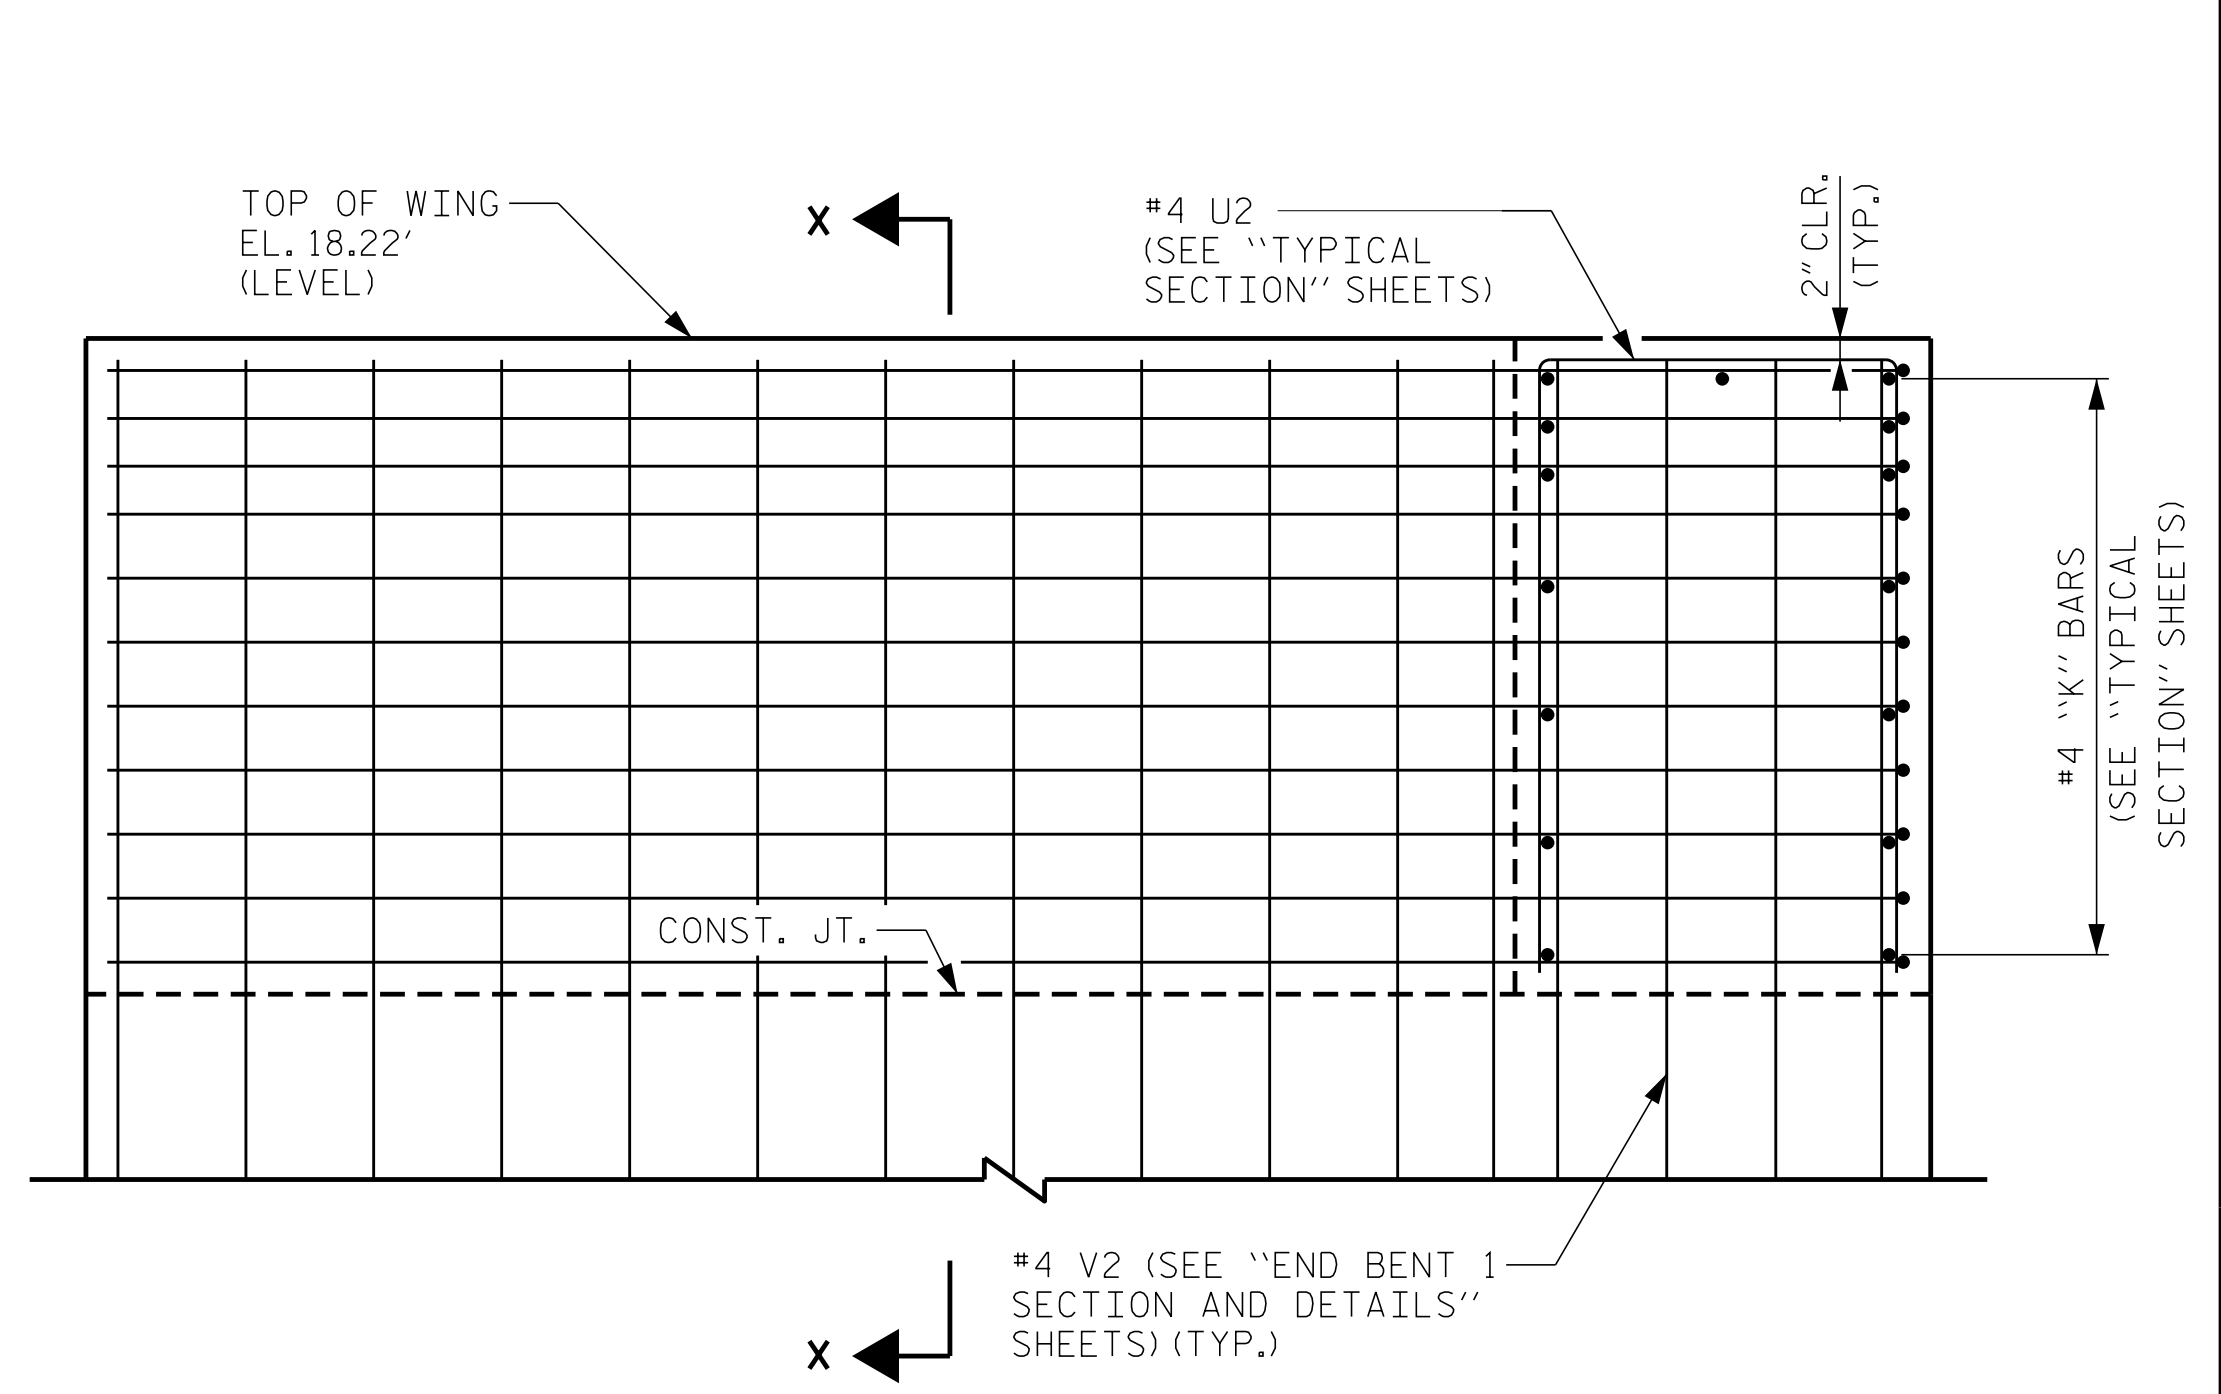 TOP OF WING
EL. 18.22'
(LEVEL)
X
#4 U2
(SEE "TYPICAL
SECTION" SHEETS)
2" CLR.
(TYP.)
#4 "K" BARS
(SEE "TYPICAL
SECTION" SHEETS)
CONST. JT.
#4 V2 (SEE "END BENT 1
SECTION AND DETAILS"
SHEETS) (TYP.)
X